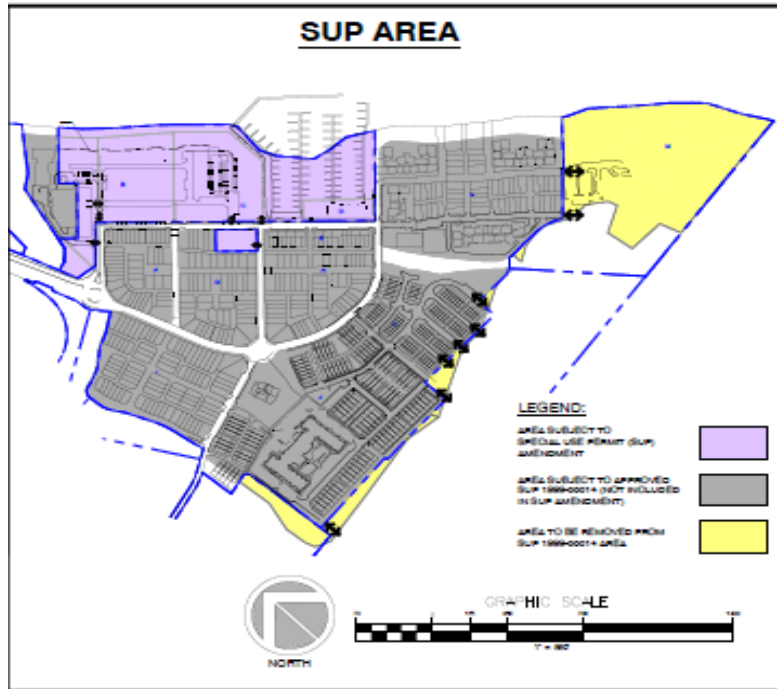 SUP AREA
LEGEND:
AREA SUBJECT TO
SPECIAL USE PERMIT (SUP)
AMENDMENT
AREA SUBJECT TO APPROVED
SUP 1999-00014 (NOT INCLUDED
IN SUP AMENDMENT)
AREA TO BE REMOVED FROM
SUP 1999-00014 AREA
GRAPHIC SCALE
NORTH